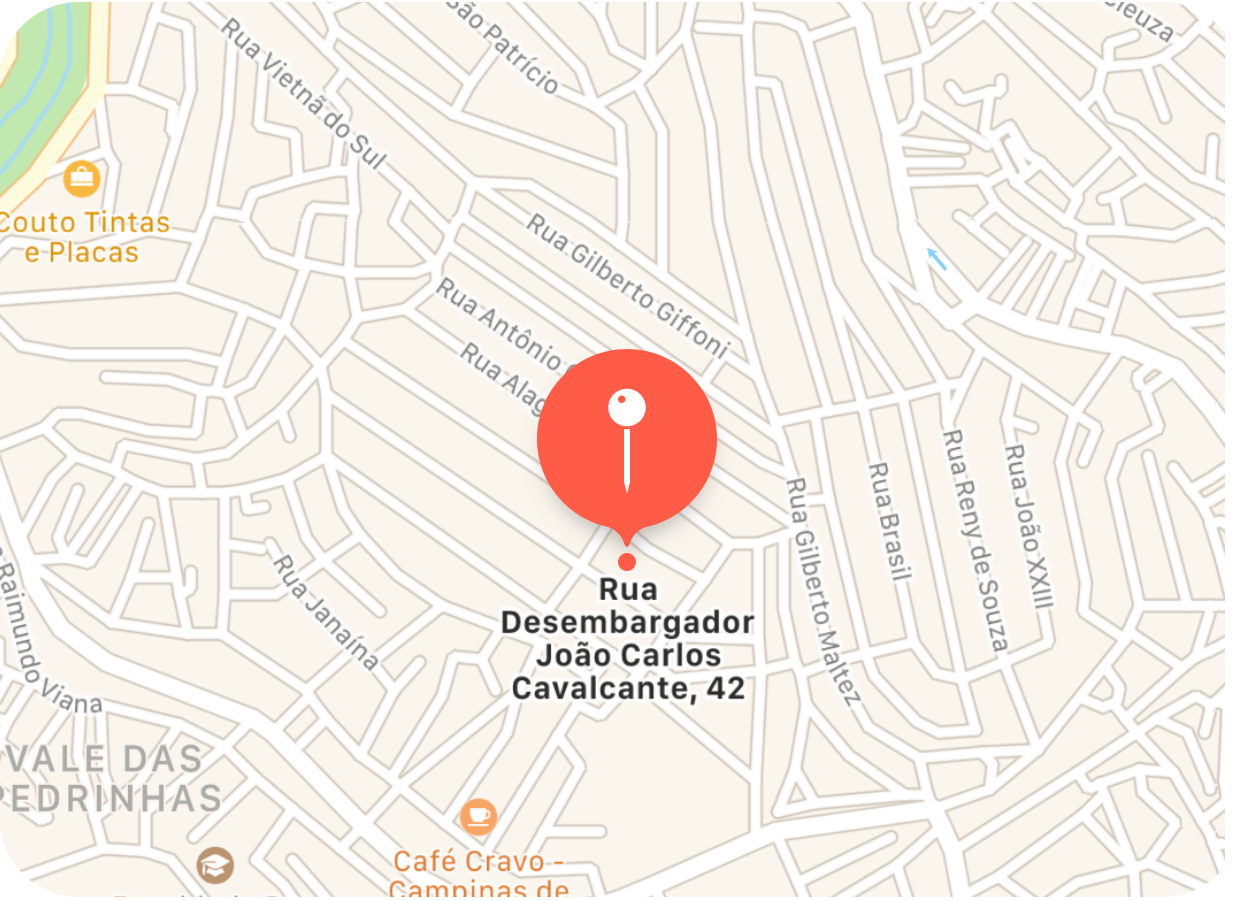 São Patrício
Rua Vietnã do Sul
Couto Tintas
e Placas
Rua Gilberto Giffoni
Rua Antônio
Rua
Rua Gilberto Maltez
Rua Brasil
Rua Reny de Souza
Rua João XXIII
Rua
Desembargador
João Carlos
Cavalcante, 42
Rua Janaína
Raimundo Viana
VALE DAS
PEDRINHAS
Café Cravo -
Campinas de